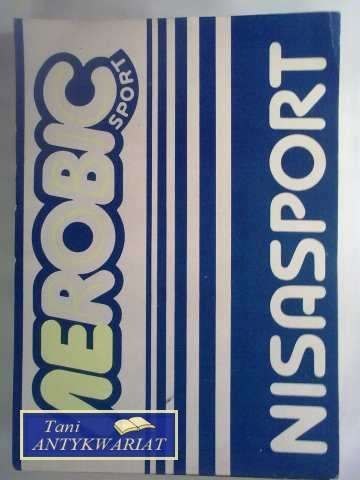 AEROBIC
SPORT
NISASPORT
Tani
ANTYKWARIAT